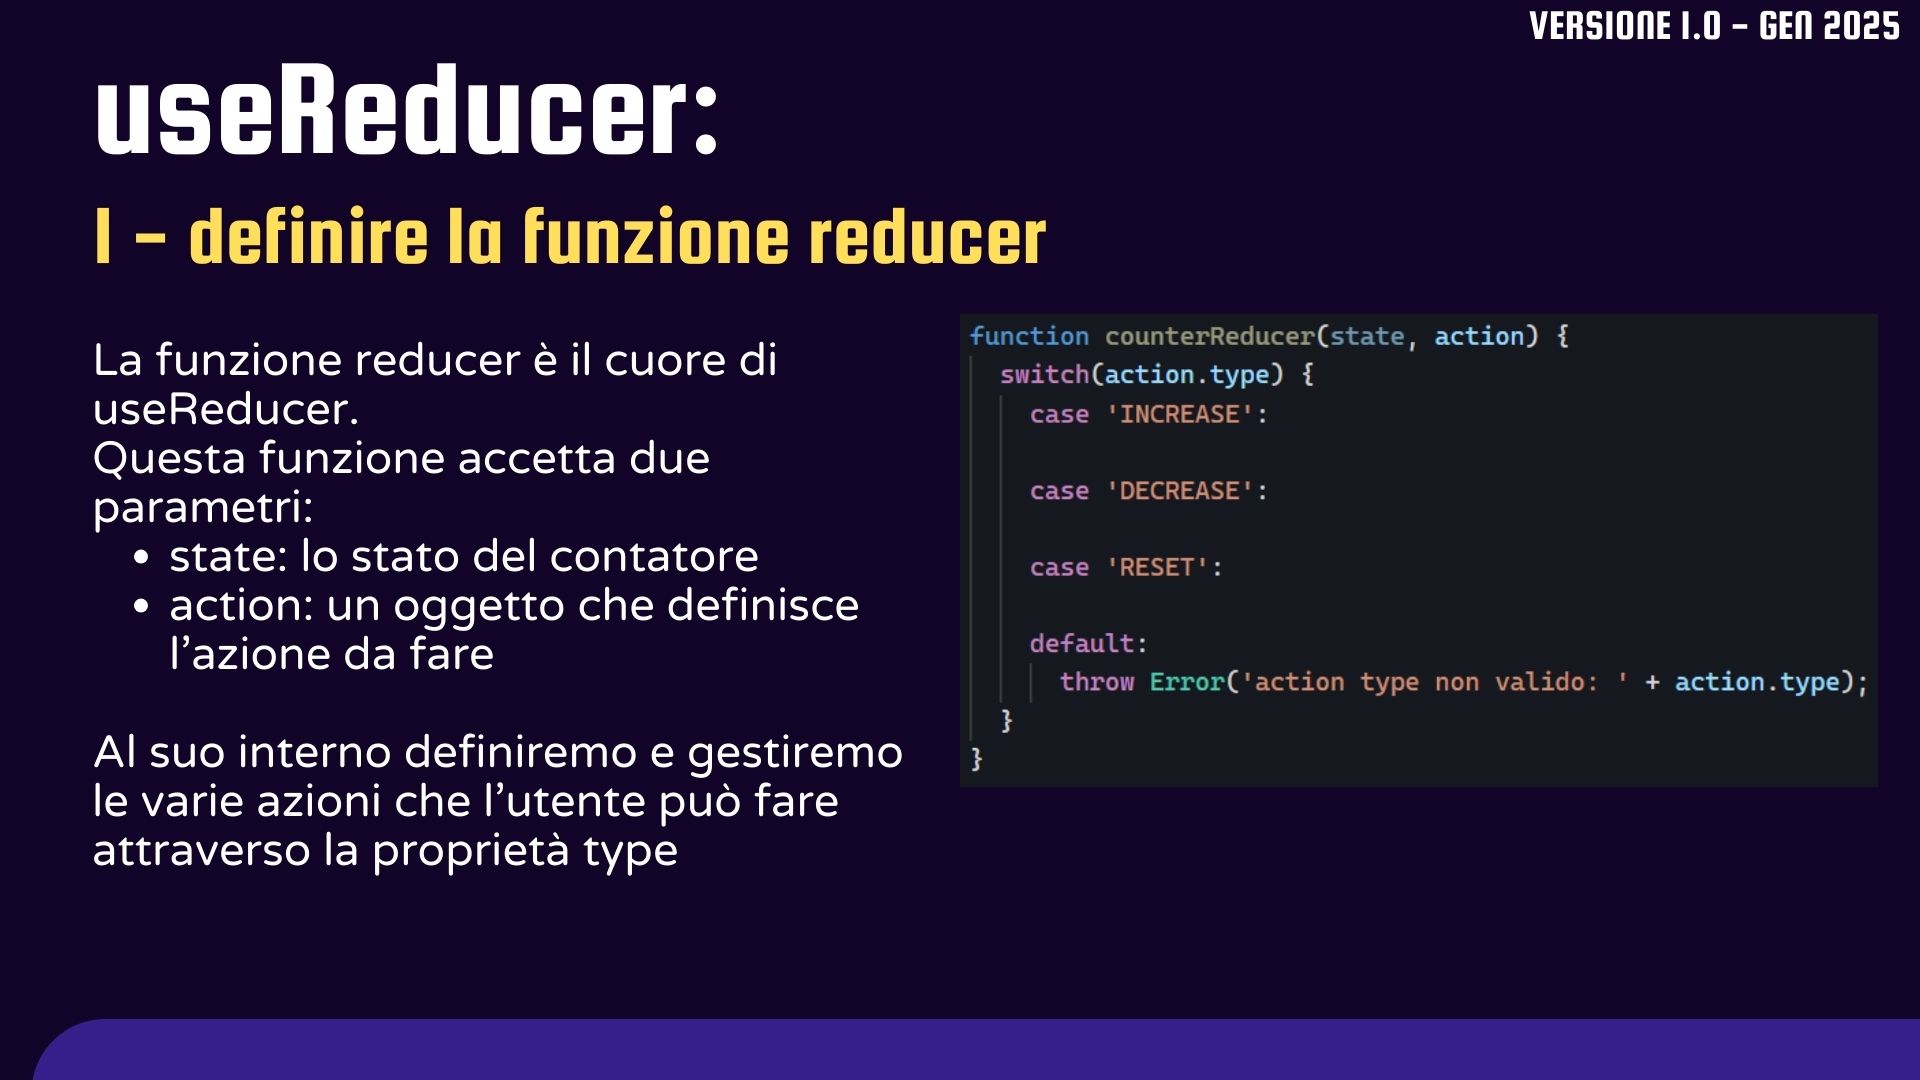 VERSIONE 1.0 - GEN 2025
useReducer:
1 - definire la funzione reducer
La funzione reducer è il cuore di
useReducer.
Questa funzione accetta due
parametri:
• state: lo stato del contatore
• action: un oggetto che definisce
l’azione da fare
Al suo interno definiremo e gestiremo
le varie azioni che l’utente può fare
attraverso la proprietà type
function counterReducer(state, action) {
switch(action.type) {
case 'INCREASE':
case 'DECREASE':
case 'RESET':
default:
throw Error('action type non valido: ' + action.type);
}
}